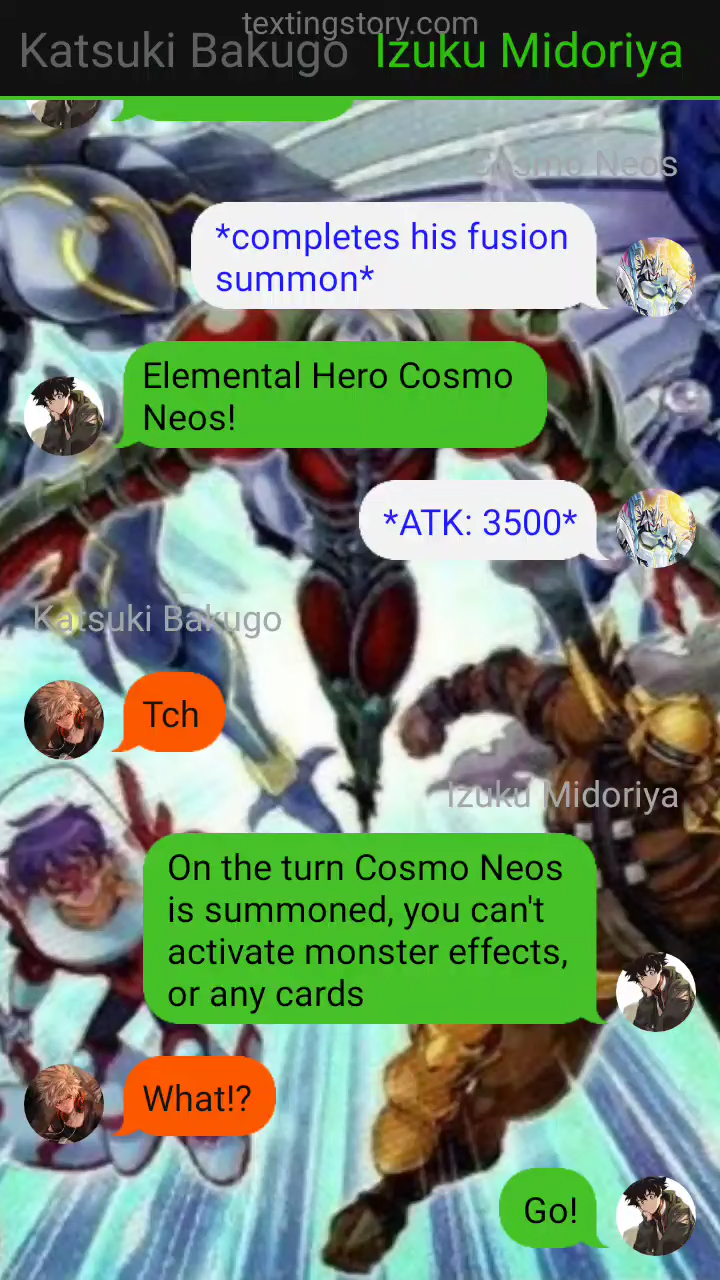 textingstory.com
Katsuki Bakugo Izuku Midoriya
Cosmo Neos
*completes his fusion
summon*
Elemental Hero Cosmo
Neos!
*ATK: 3500*
Katsuki Bakugo
Tch
Izuku Midoriya
On the turn Cosmo Neos
is summoned, you can't
activate monster effects,
or any cards
What!?
Go!